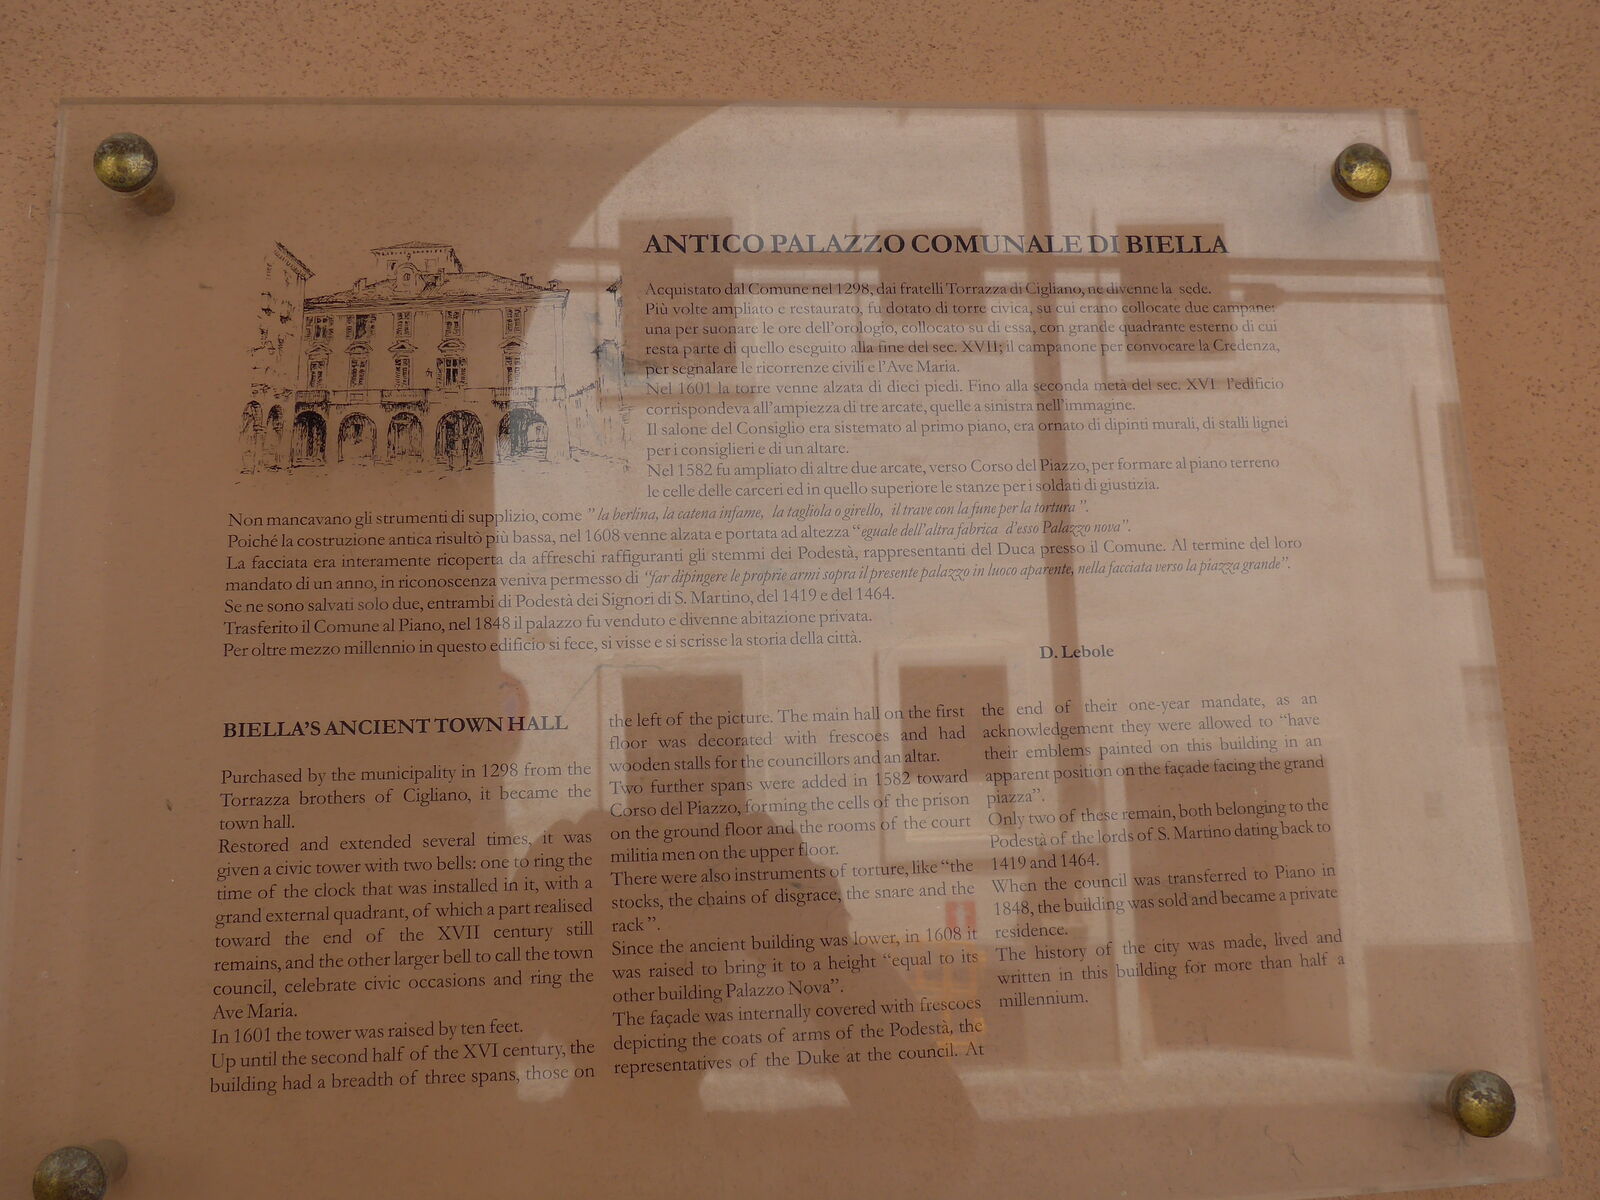 ANTICO PALAZZO COMUNALE DI BIELLA
Acquistato dal Comune nel 1298, dai fratelli Torrazza di Cigliano, ne divenne la sede.
Più volte ampliato e restaurato, fu dotato di torre civica, su cui erano collocate due campane:
una per suonare le ore dell'orologio, collocato su di essa, con grande quadrante esterno di cui
resta parte di quello eseguito alla fine del sec. XVII; il campanone per convocare la Credenza,
per segnalare le ricorrenze civili e l'Ave Maria.
Nel 1601 la torre venne alzata di dieci piedi. Fino alla seconda metà del sec. XVI l'edificio
corrispondeva all'ampiezza di tre arcate, quelle a sinistra nell'immagine.
Il salone del Consiglio era sistemato al primo piano, era ornato di dipinti murali, di stalli lignei
per i consiglieri e di un altare.
Nel 1582 fu ampliato di altre due arcate, verso Corso del Piazzo, per formare al piano terreno
le celle delle carceri ed in quello superiore le stanze per i soldati di giustizia.
Non mancavano gli strumenti di supplizio, come " la berlina, la catena infame, la tagliola o girello, il trave con la fune per la tortura ".
Poiché la costruzione antica risultò più bassa, nel 1608 venne alzata e portata ad altezza "eguale dell'altra fabrica d'esso Palazzo nova".
La facciata era interamente ricoperta da affreschi raffiguranti gli stemmi dei Podestà, rappresentanti del Duca presso il Comune. Al termine del loro
mandato di un anno, in riconoscenza veniva permesso di "far dipingere le proprie armi sopra il presente palazzo in luoco aparente, nella facciata verso la piazza grande".
Se ne sono salvati solo due, entrambi di Podestà dei Signori di S. Martino, del 1419 e del 1464.
Trasferito il Comune al Piano, nel 1848 il palazzo fu venduto e divenne abitazione privata.
Per oltre mezzo millennio in questo edificio si fece, si visse e si scrisse la storia della città.
D. Lebole
BIELLA'S ANCIENT TOWN HALL
Purchased by the municipality in 1298 from the
Torrazza brothers of Cigliano, it became the
town hall.
Restored and extended several times, it was
given a civic tower with two bells: one to ring the
time of the clock that was installed in it, with a
grand external quadrant, of which a part realised
toward the end of the XVII century still
remains, and the other larger bell to call the town
council, celebrate civic occasions and ring the
Ave Maria.
In 1601 the tower was raised by ten feet.
Up until the second half of the XVI century, the
building had a breadth of three spans, those on
the left of the picture. The main hall on the first
floor was decorated with frescoes and had
wooden stalls for the councillors and an altar.
Two further spans were added in 1582 toward
Corso del Piazzo, forming the cells of the prison
on the ground floor and the rooms of the court
militia men on the upper floor.
There were also instruments of torture, like "the
stocks, the chains of disgrace, the snare and the
rack ".
Since the ancient building was lower, in 1608 it
was raised to bring it to a height "equal to its
other building Palazzo Nova".
The façade was internally covered with frescoes
depicting the coats of arms of the Podestà, the
representatives of the Duke at the council. At
the end of their one-year mandate, as an
acknowledgement they were allowed to "have
their emblems painted on this building in an
apparent position on the façade facing the grand
piazza".
Only two of these remain, both belonging to the
Podestà of the lords of S. Martino dating back to
1419 and 1464.
When the council was transferred to Piano in
1848, the building was sold and became a private
residence.
The history of the city was made, lived and
written in this building for more than half a
millennium.